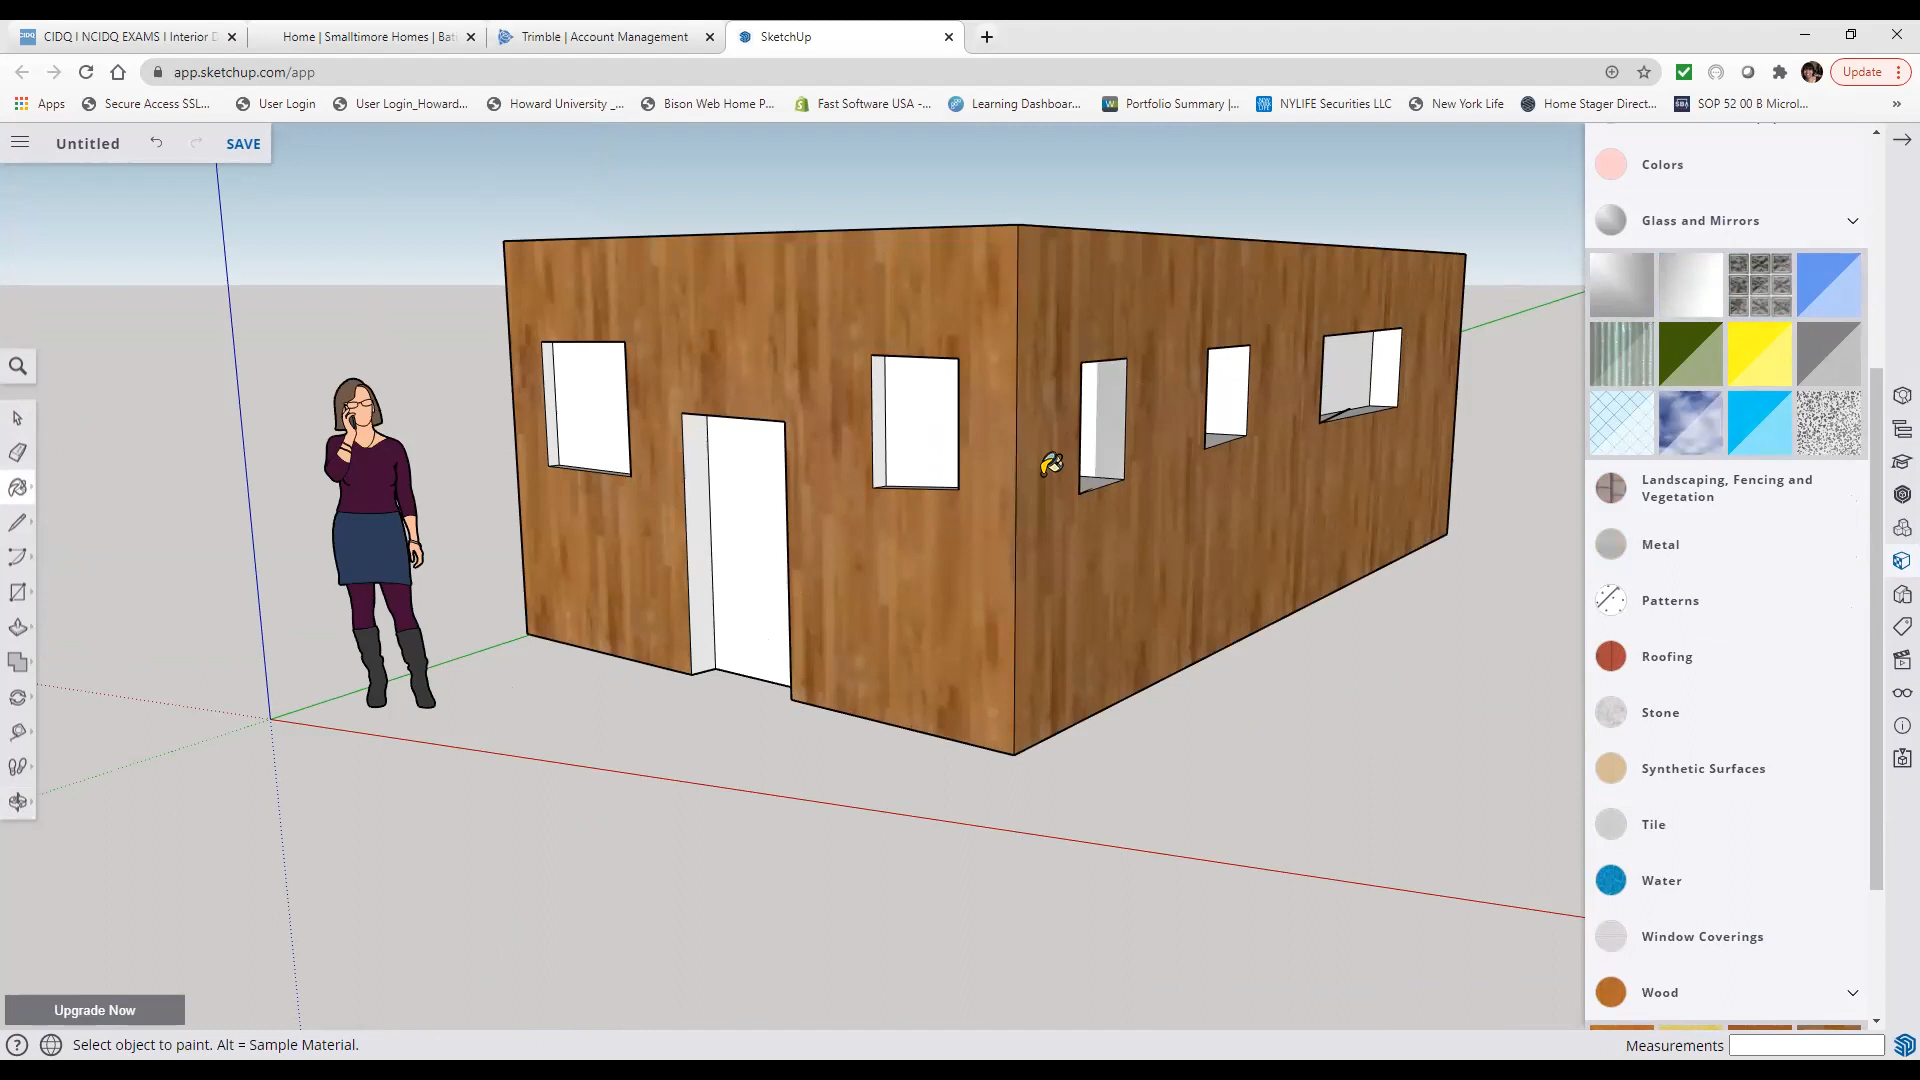 CIDQ I NCIDQ EXAMS I Interior D
Home | Smalltimore Homes | Balt
Trimble | Account Management
SketchUp
app.sketchup.com/app
Update
Apps
Secure Access SSL...
User Login
User Login_Howard...
Howard University _...
Bison Web Home P...
Fast Software USA -...
Learning Dashboar...
Portfolio Summary |...
NYLIFE Securities LLC
New York Life
Home Stager Direct...
SOP 52 00 B Microl...
»
Untitled
SAVE
Colors
Glass and Mirrors
Landscaping, Fencing and
Vegetation
Metal
Patterns
Roofing
Stone
Synthetic Surfaces
Tile
Water
Window Coverings
Wood
Upgrade Now
Select object to paint. Alt = Sample Material.
Measurements